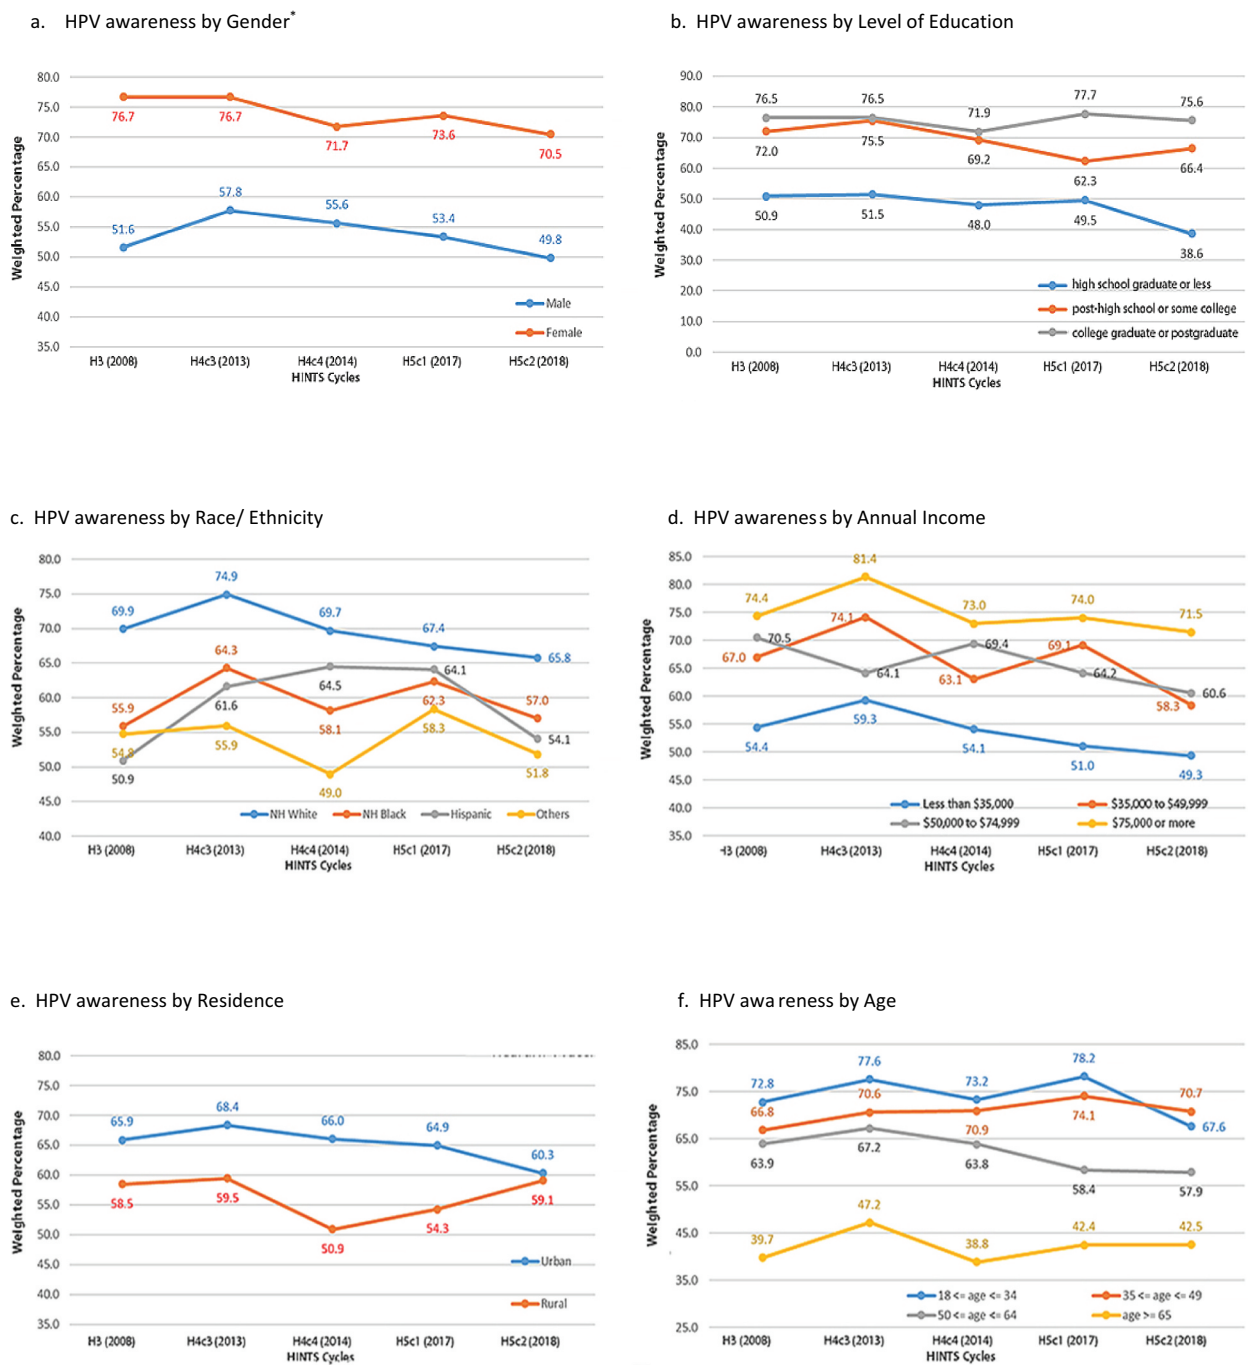 a. HPV awareness by Gender*
80.0
75.0
70.0
65.0
60.0
55.0
50.0
45.0
40.0
35.0
Weighted Percentage
76.7
76.7
71.7
73.6
70.5
51.6
57.8
55.6
53.4
49.8
Male
Female
H3 (2008)
H4c3 (2013)
H4c4 (2014)
H5c1 (2017)
H5c2 (2018)
HINTS Cycles
b. HPV awareness by Level of Education
90.0
80.0
70.0
60.0
50.0
40.0
30.0
20.0
10.0
0.0
Weighted Percentage
76.5
76.5
71.9
77.7
75.6
72.0
75.5
69.2
62.3
66.4
50.9
51.5
48.0
49.5
38.6
high school graduate or less
post-high school or some college
college graduate or postgraduate
H3 (2008)
H4c3 (2013)
H4c4 (2014)
H5c1 (2017)
H5c2 (2018)
HINTS Cycles
c. HPV awareness by Race/ Ethnicity
80.0
75.0
70.0
65.0
60.0
55.0
50.0
45.0
40.0
Weighted Percentage
69.9
74.9
69.7
67.4
65.8
55.9
64.3
58.1
62.3
57.0
50.9
61.6
64.5
64.1
54.1
54.8
55.9
49.0
58.3
51.8
NH White
NH Black
Hispanic
Others
H3 (2008)
H4c3 (2013)
H4c4 (2014)
H5c1 (2017)
H5c2 (2018)
HINTS Cycles
d. HPV awareness by Annual Income
85.0
80.0
75.0
70.0
65.0
60.0
55.0
50.0
45.0
40.0
35.0
Weighted Percentage
74.4
81.4
73.0
74.0
71.5
67.0
74.1
63.1
69.1
58.3
70.5
64.1
69.4
64.2
60.6
54.4
59.3
54.1
51.0
49.3
Less than $35,000
$35,000 to $49,999
$50,000 to $74,999
$75,000 or more
H3 (2008)
H4c3 (2013)
H4c4 (2014)
H5c1 (2017)
H5c2 (2018)
HINTS Cycles
e. HPV awareness by Residence
80.0
75.0
70.0
65.0
60.0
55.0
50.0
45.0
40.0
35.0
Weighted Percentage
65.9
68.4
66.0
64.9
60.3
58.5
59.5
50.9
54.3
59.1
Urban
Rural
H3 (2008)
H4c3 (2013)
H4c4 (2014)
H5c1 (2017)
H5c2 (2018)
HINTS Cycles
f. HPV awareness by Age
85.0
75.0
65.0
55.0
45.0
35.0
25.0
Weighted Percentage
72.8
77.6
73.2
78.2
67.6
66.8
70.6
70.9
74.1
70.7
63.9
67.2
63.8
58.4
57.9
39.7
47.2
38.8
42.4
42.5
18 <= age <= 34
35 <= age <= 49
50 <= age <= 64
age >= 65
H3 (2008)
H4c3 (2013)
H4c4 (2014)
H5c1 (2017)
H5c2 (2018)
HINTS Cycles